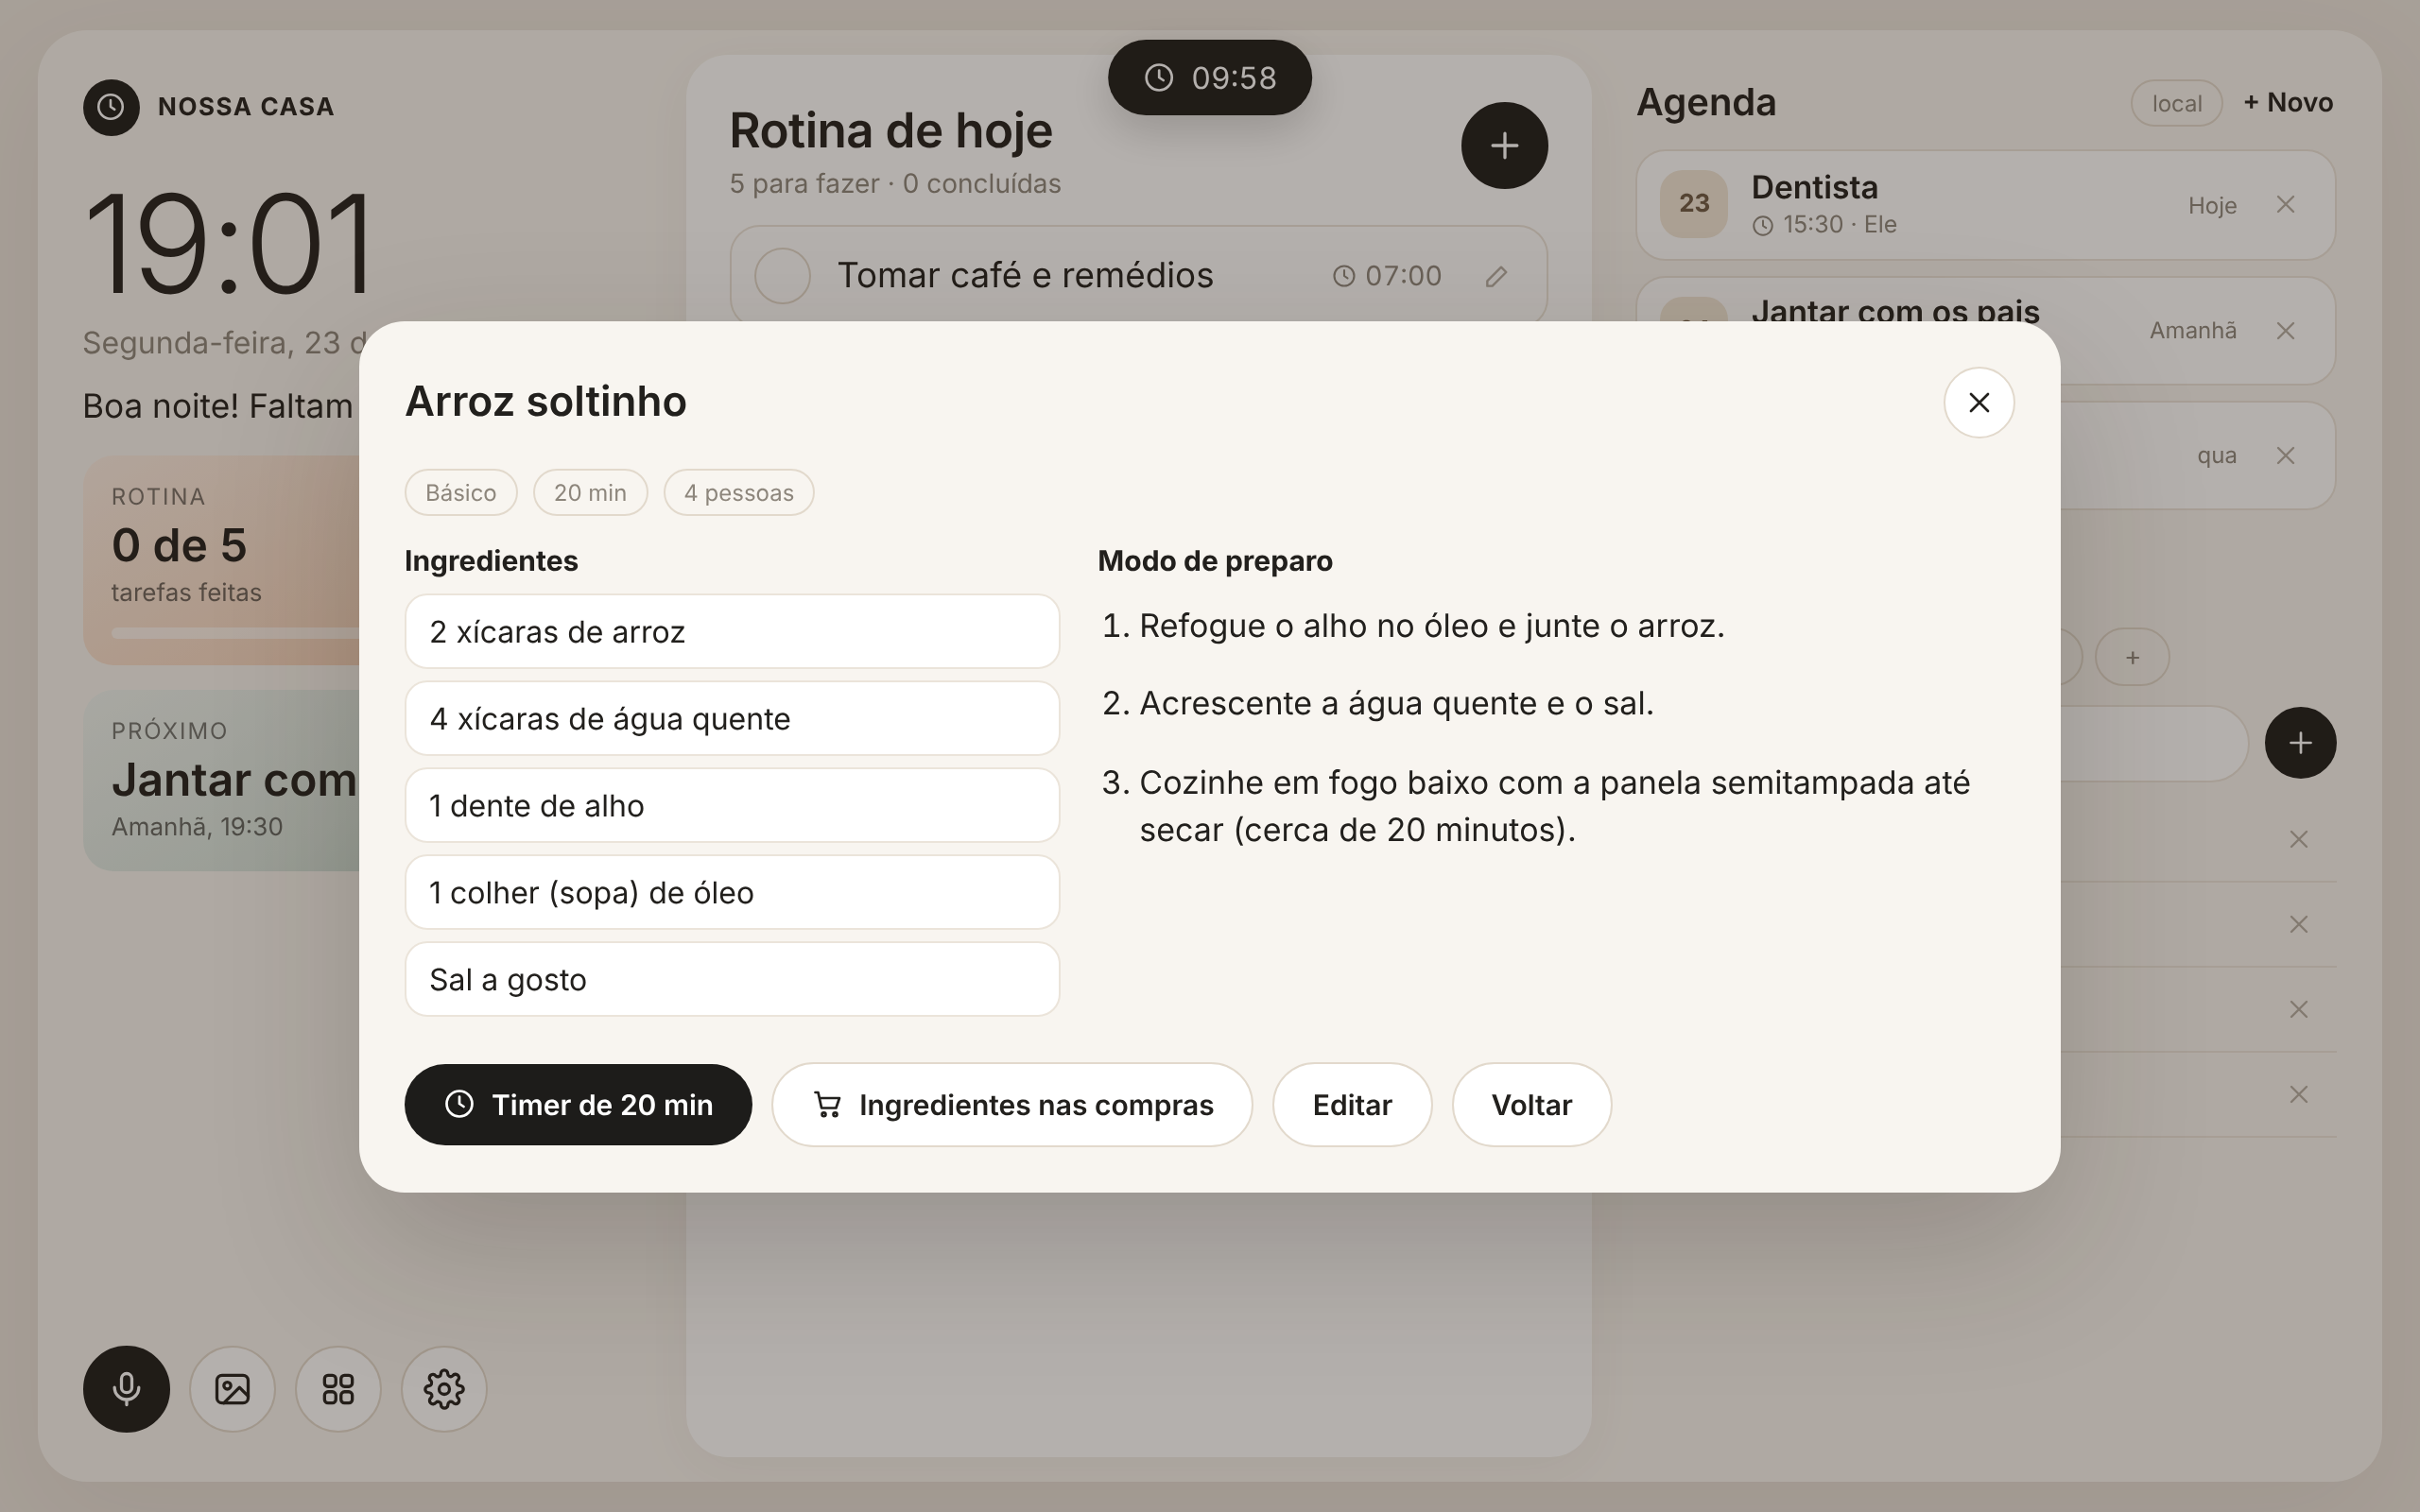 NOSSA CASA
19:01
Segunda-feira, 23 d
Boa noite! Faltam
ROTINA
0 de 5
tarefas feitas
PRÓXIMO
Jantar com
Amanhã, 19:30
09:58
Rotina de hoje
5 para fazer · 0 concluídas
Tomar café e remédios
07:00
Agenda
local
+ Novo
23
Dentista
15:30 · Ele
Hoje
Jantar com os pais
Amanhã
qua
+
Arroz soltinho
Básico
20 min
4 pessoas
Ingredientes
2 xícaras de arroz
4 xícaras de água quente
1 dente de alho
1 colher (sopa) de óleo
Sal a gosto
Modo de preparo
1. Refogue o alho no óleo e junte o arroz.
2. Acrescente a água quente e o sal.
3. Cozinhe em fogo baixo com a panela semitampada até
secar (cerca de 20 minutos).
Timer de 20 min
Ingredientes nas compras
Editar
Voltar